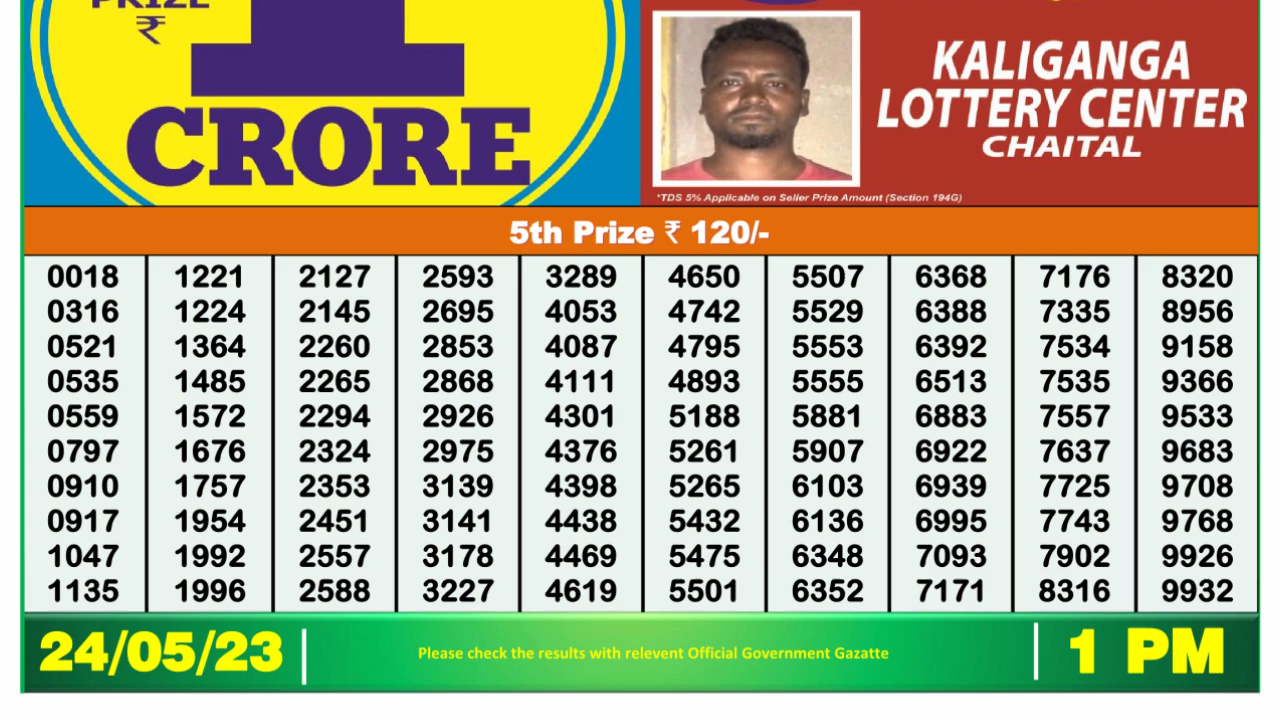 PRIZE
₹
1
CRORE
KALIGANGA
LOTTERY CENTER
CHAITAL
*TDS 5% Applicable on Seller Prize Amount (Section 194G)
5th Prize ₹ 120/-
0018 1221 2127 2593 3289 4650 5507 6368 7176 8320
0316 1224 2145 2695 4053 4742 5529 6388 7335 8956
0521 1364 2260 2853 4087 4795 5553 6392 7534 9158
0535 1485 2265 2868 4111 4893 5555 6513 7535 9366
0559 1572 2294 2926 4301 5188 5881 6883 7557 9533
0797 1676 2324 2975 4376 5261 5907 6922 7637 9683
0910 1757 2353 3139 4398 5265 6103 6939 7725 9708
0917 1954 2451 3141 4438 5432 6136 6995 7743 9768
1047 1992 2557 3178 4469 5475 6348 7093 7902 9926
1135 1996 2588 3227 4619 5501 6352 7171 8316 9932
24/05/23 Please check the results with relevent Official Government Gazatte 1 PM